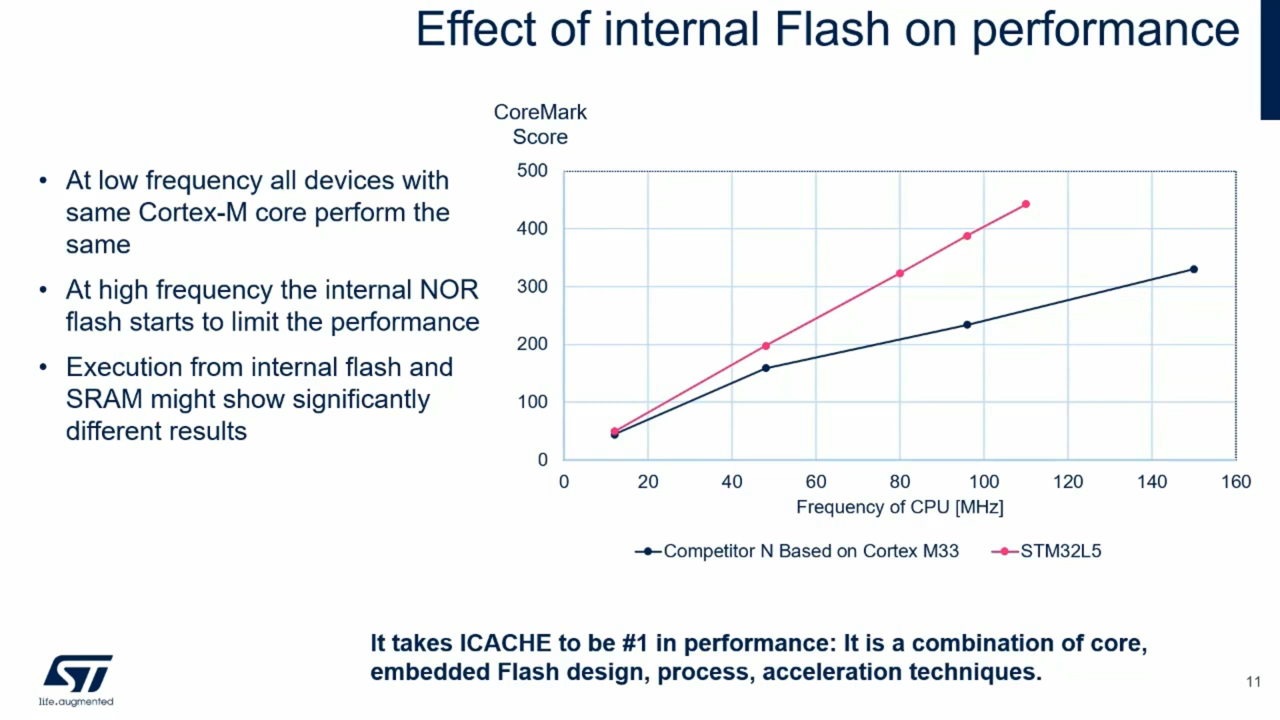 Effect of internal Flash on performance
• At low frequency all devices with
same Cortex-M core perform the
same
• At high frequency the internal NOR
flash starts to limit the performance
• Execution from internal flash and
SRAM might show significantly
different results
CoreMark
Score
500
400
300
200
100
0
0 20 40 60 80 100 120 140 160
Frequency of CPU [MHz]
Competitor N Based on Cortex M33 STM32L5
It takes ICACHE to be #1 in performance: It is a combination of core,
embedded Flash design, process, acceleration techniques.
ST
life.augmented
11